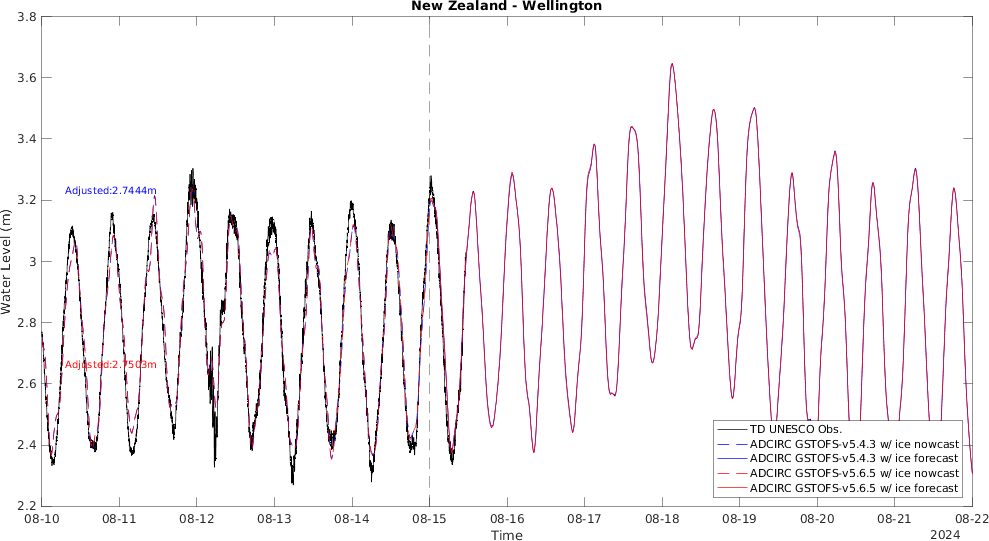 New Zealand - Wellington
3.8
3.6
3.4
3.2
3
2.8
2.6
2.4
2.2
Water Level (m)
Adjusted:2.7444m
Adjusted:2.7503m
TD UNESCO Obs.
ADCIRC GSTOFS-v5.4.3 w/ ice nowcast
ADCIRC GSTOFS-v5.4.3 w/ ice forecast
ADCIRC GSTOFS-v5.6.5 w/ ice nowcast
ADCIRC GSTOFS-v5.6.5 w/ ice forecast
08-10 08-11 08-12 08-13 08-14 08-15 08-16 08-17 08-18 08-19 08-20 08-21 08-22
Time
2024